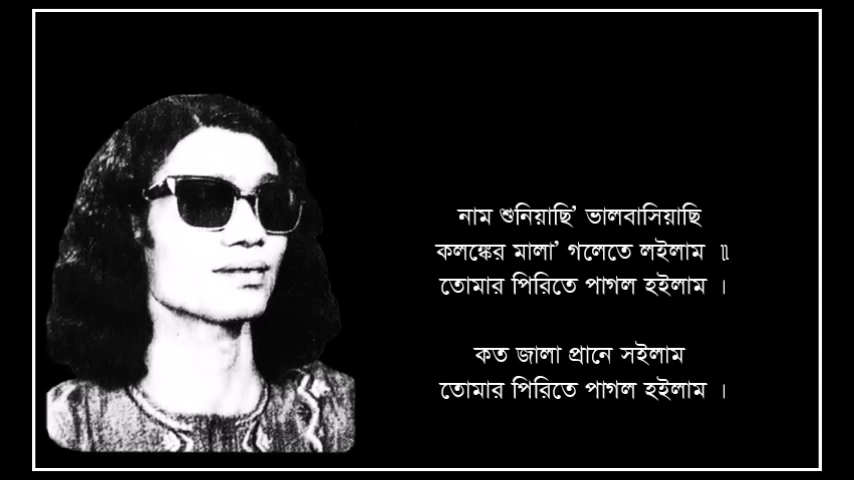 নাম শুনিয়াছি’ ভালবাসিয়াছি
কলঙ্কের মালা’ গলেতে লইলাম ॥
তোমার পিরিতে পাগল হইলাম ।
কত জালা প্রানে সইলাম
তোমার পিরিতে পাগল হইলাম ।